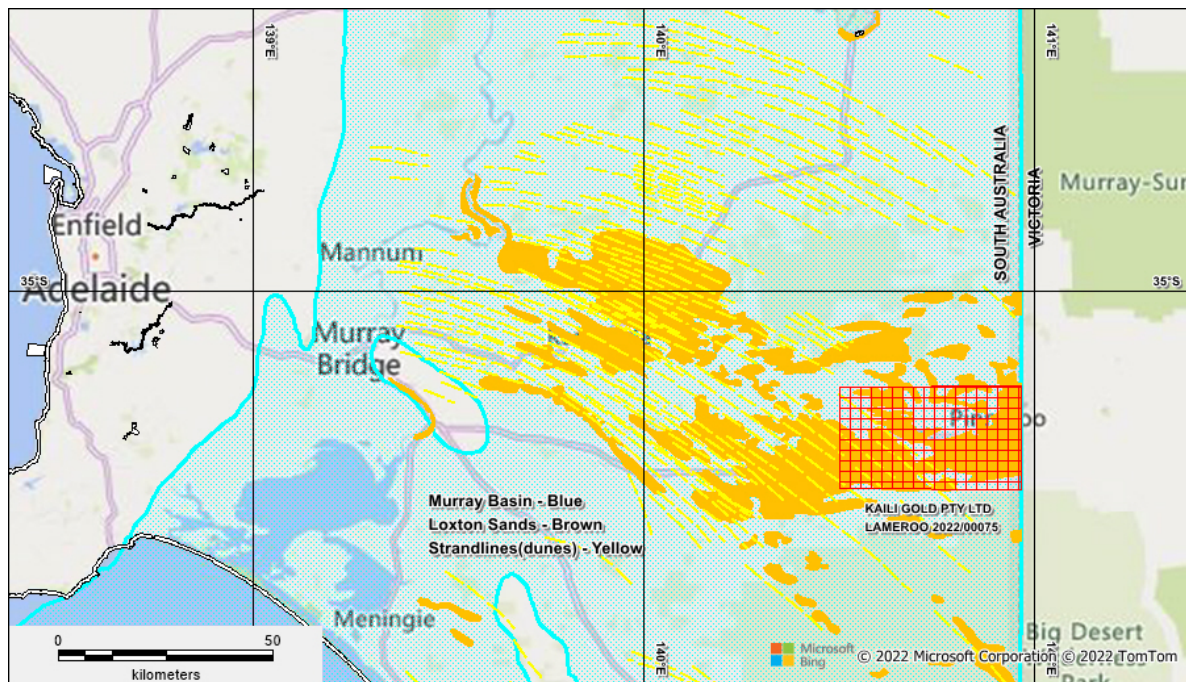 139°E
140°E
141°E
SOUTH AUSTRALIA
VICTORIA
Murray-Sun
Enfield
Mannum
35°S
35°S
Adelaide
Murray
Bridge
Murray Basin - Blue
Loxton Sands - Brown
Strandlines(dunes) - Yellow
KAILI GOLD PTY LTD
LAMEROO 2022/00075
Meningie
0 50
kilometers
140°E
Big Desert
Park
Microsoft
Bing
© 2022 Microsoft Corporation © 2022 TomTom